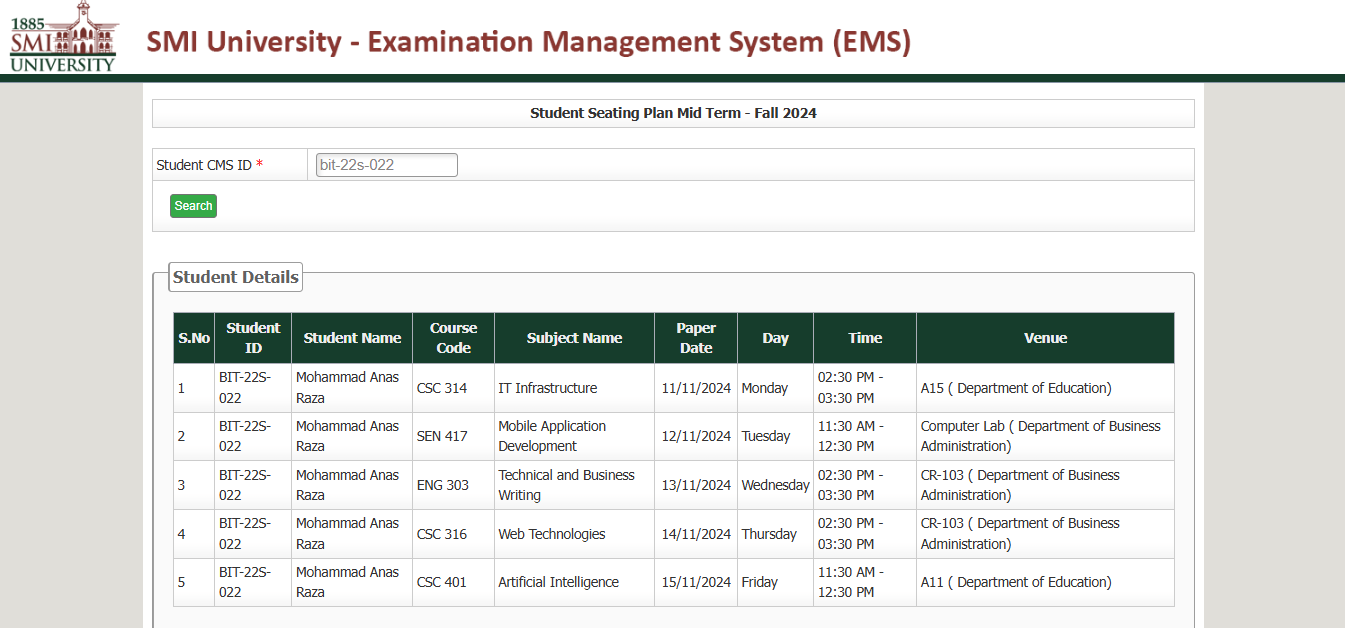 1885
SMI
UNIVERSITY
SMI University - Examination Management System (EMS)
Student Seating Plan Mid Term - Fall 2024
Student CMS ID *
bit-22s-022
Search
Student Details
S.No Student ID Student Name Course Code Subject Name Paper Date Day Time Venue
1 BIT-22S-022 Mohammad Anas Raza CSC 314 IT Infrastructure 11/11/2024 Monday 02:30 PM - 03:30 PM A15 ( Department of Education)
2 BIT-22S-022 Mohammad Anas Raza SEN 417 Mobile Application Development 12/11/2024 Tuesday 11:30 AM - 12:30 PM Computer Lab ( Department of Business Administration)
3 BIT-22S-022 Mohammad Anas Raza ENG 303 Technical and Business Writing 13/11/2024 Wednesday 02:30 PM - 03:30 PM CR-103 ( Department of Business Administration)
4 BIT-22S-022 Mohammad Anas Raza CSC 316 Web Technologies 14/11/2024 Thursday 02:30 PM - 03:30 PM CR-103 ( Department of Business Administration)
5 BIT-22S-022 Mohammad Anas Raza CSC 401 Artificial Intelligence 15/11/2024 Friday 11:30 AM - 12:30 PM A11 ( Department of Education)